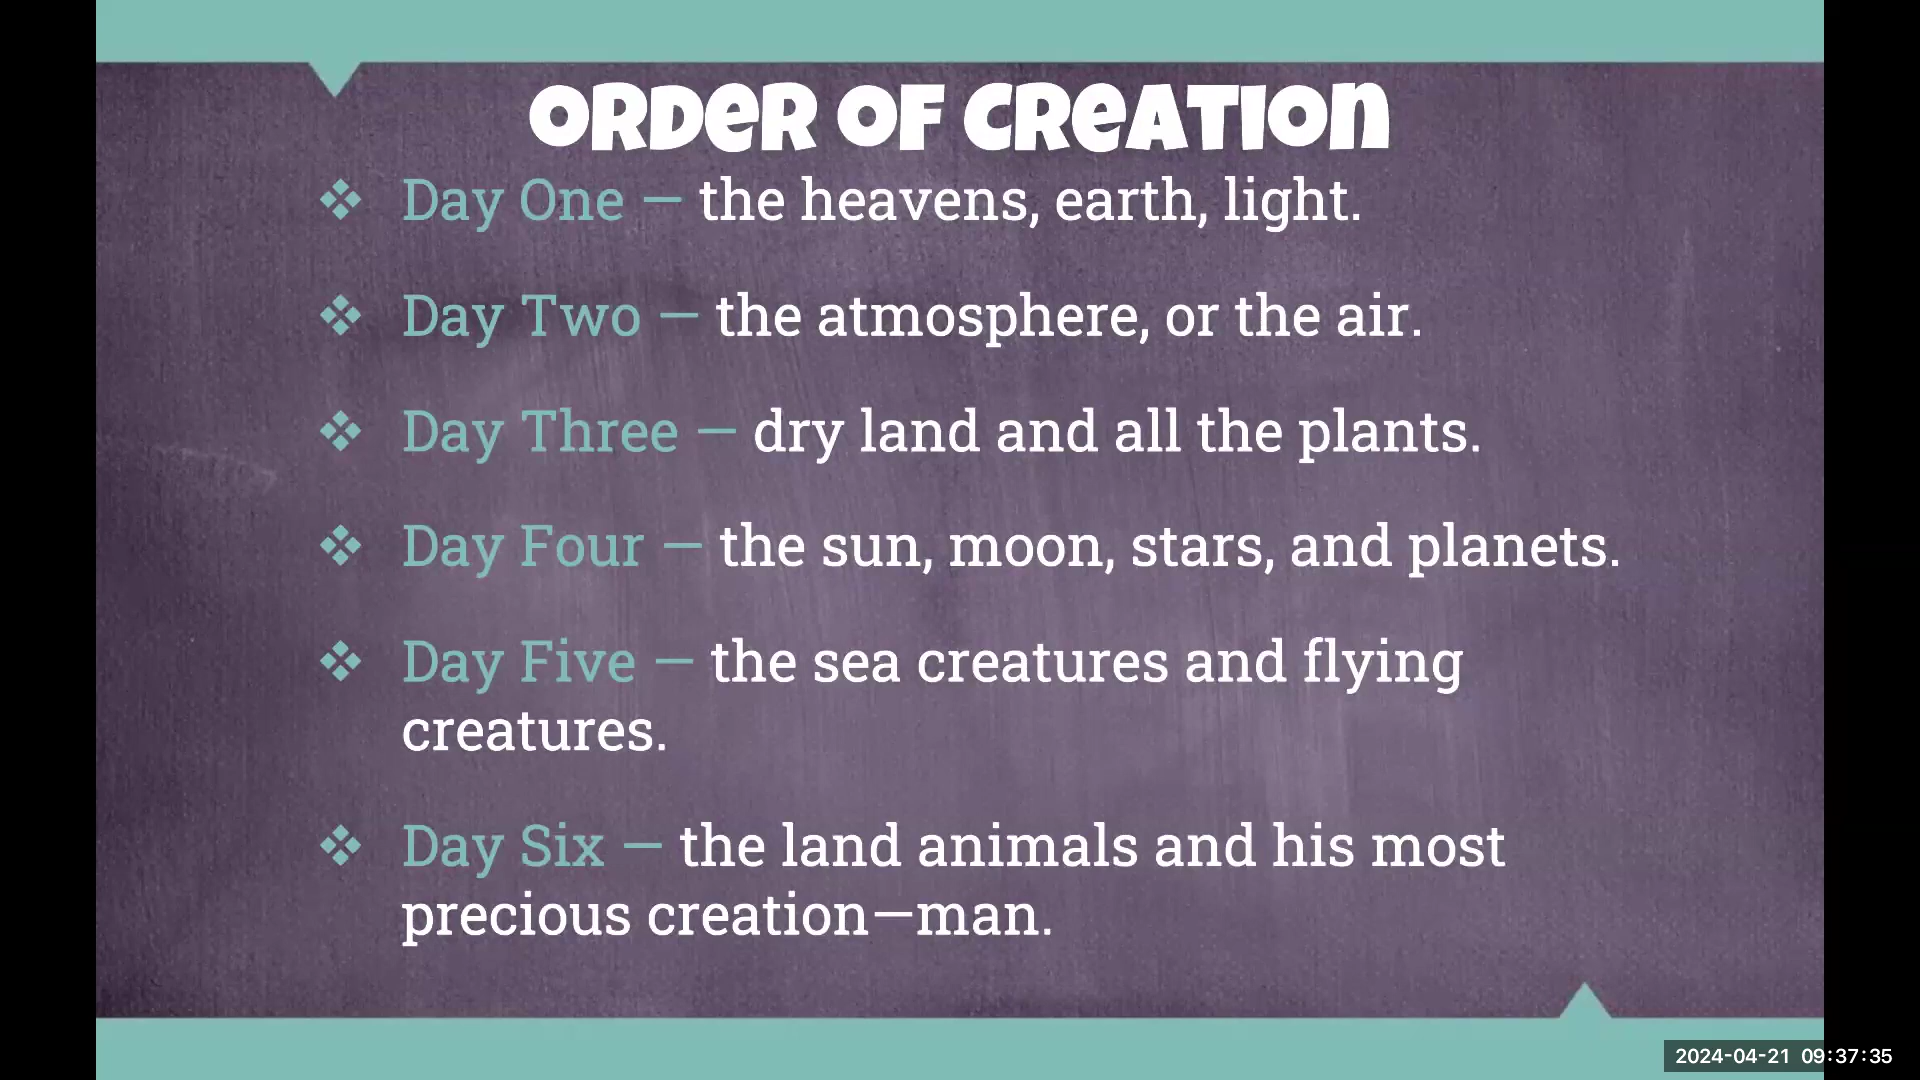 ORDER OF CREATION
❖ Day One — the heavens, earth, light.
❖ Day Two — the atmosphere, or the air.
❖ Day Three — dry land and all the plants.
❖ Day Four — the sun, moon, stars, and planets.
❖ Day Five — the sea creatures and flying
creatures.
❖ Day Six — the land animals and his most
precious creation—man.
2024-04-21 09:37:35